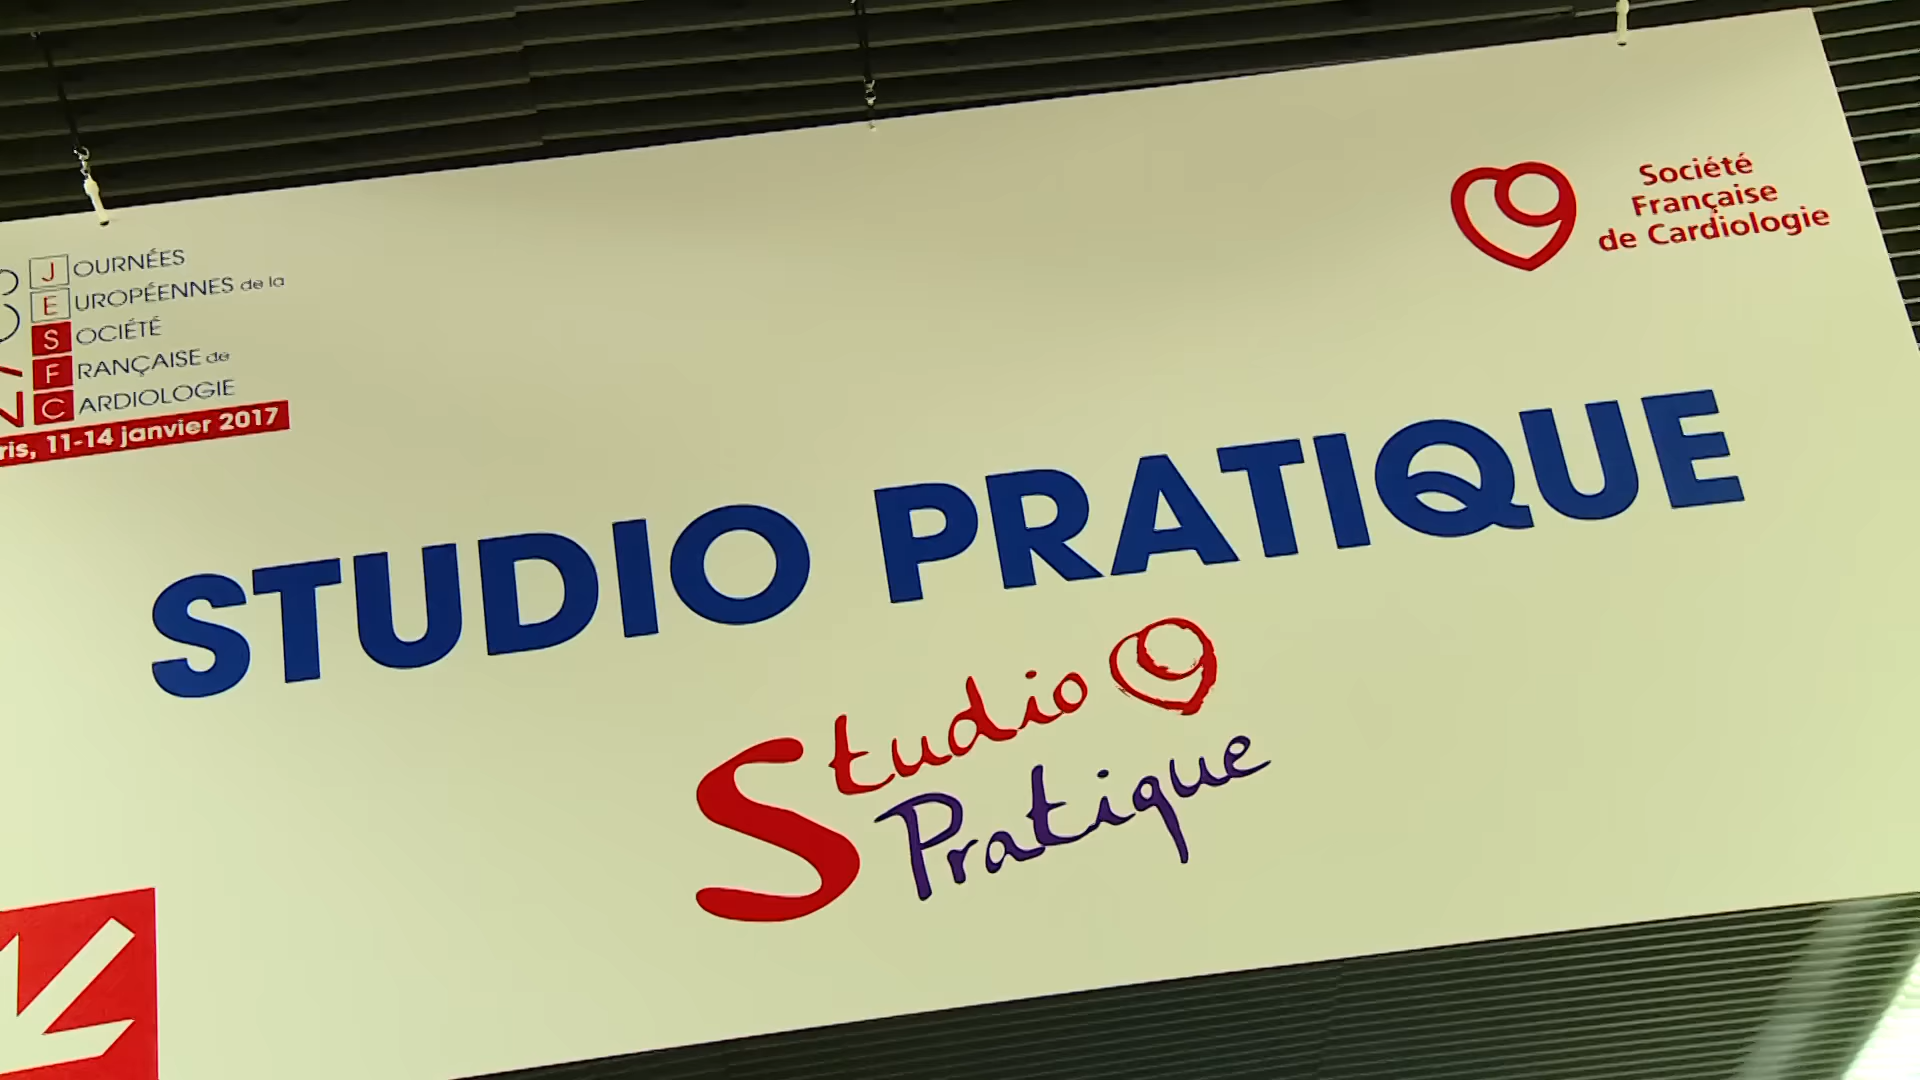 JOURNÉES
EUROPÉENNES de la
SOCIÉTÉ
FRANÇAISE de
CARDIOLOGIE
11-14 janvier 2017
Société
Française
de Cardiologie
STUDIO PRATIQUE
Studio
Pratique